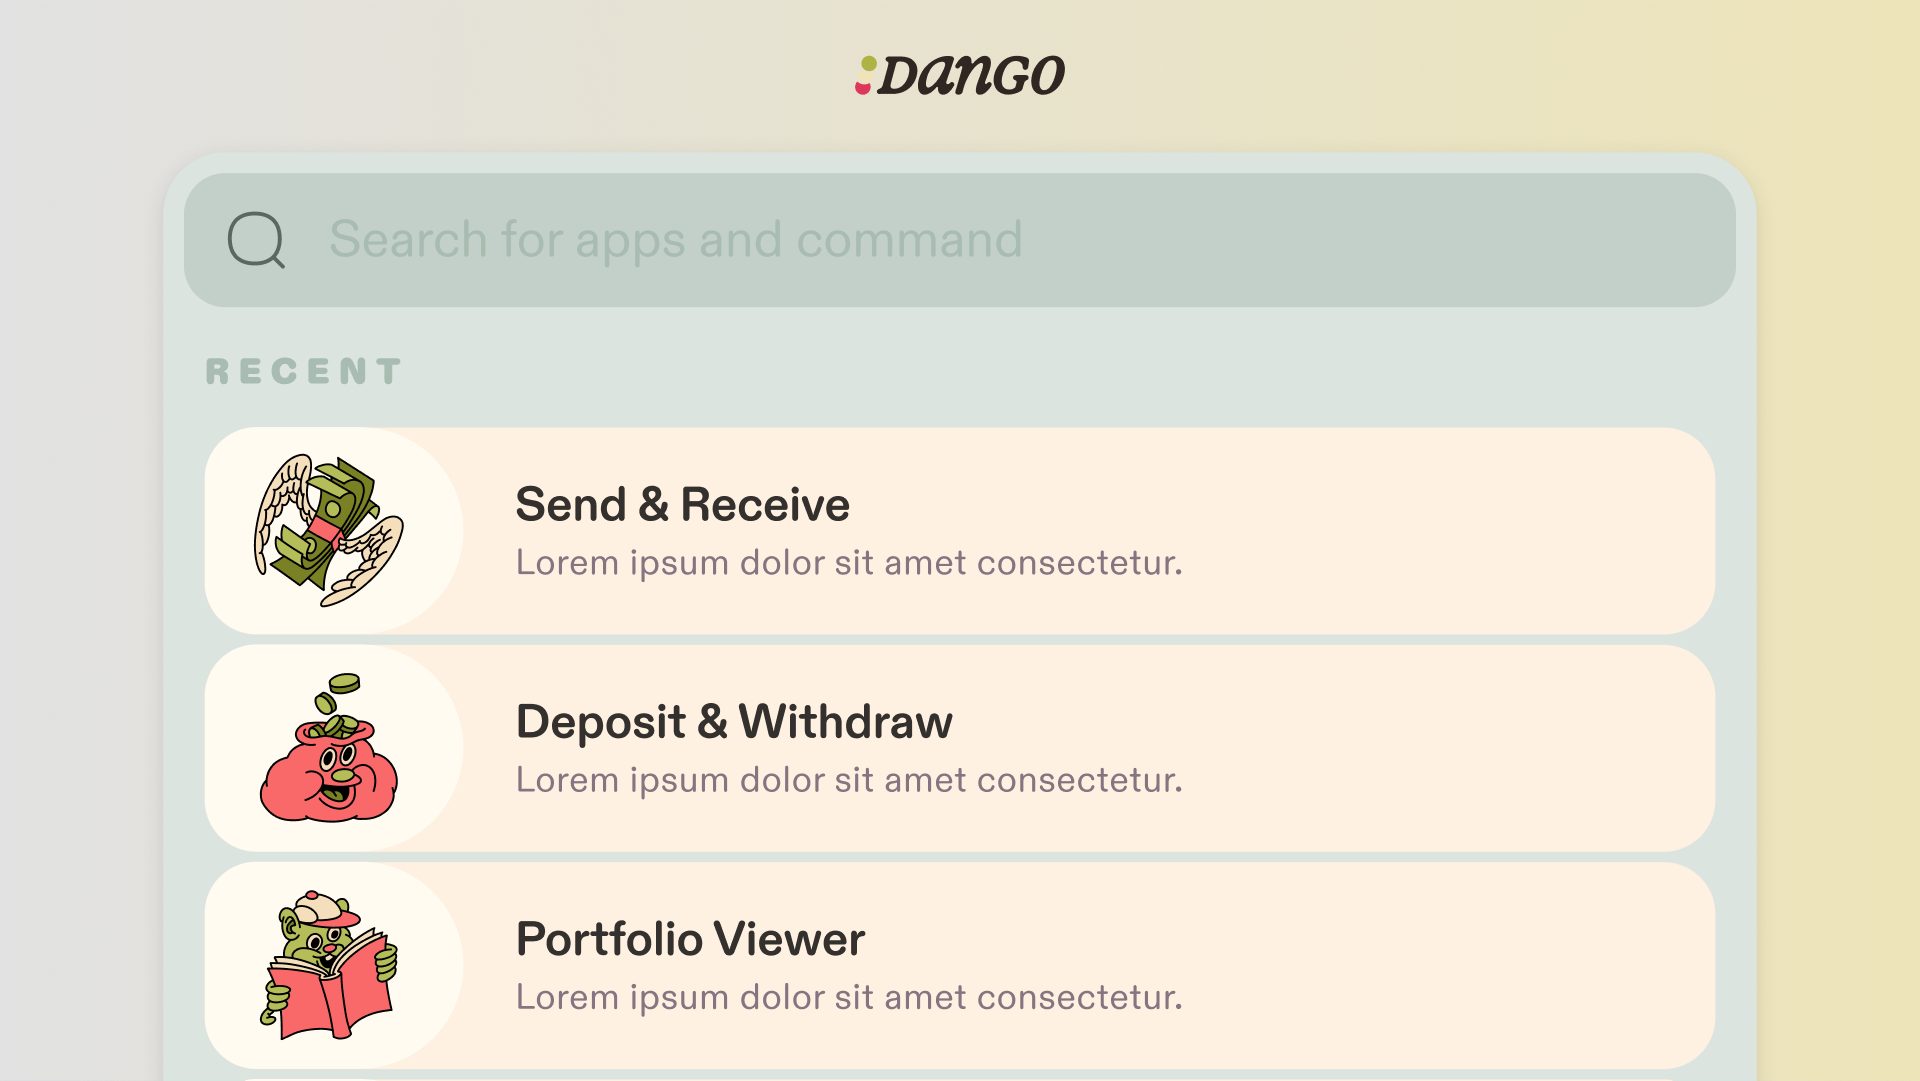 DANGO
Search for apps and command
RECENT
Send & Receive
Lorem ipsum dolor sit amet consectetur.
Deposit & Withdraw
Lorem ipsum dolor sit amet consectetur.
Portfolio Viewer
Lorem ipsum dolor sit amet consectetur.